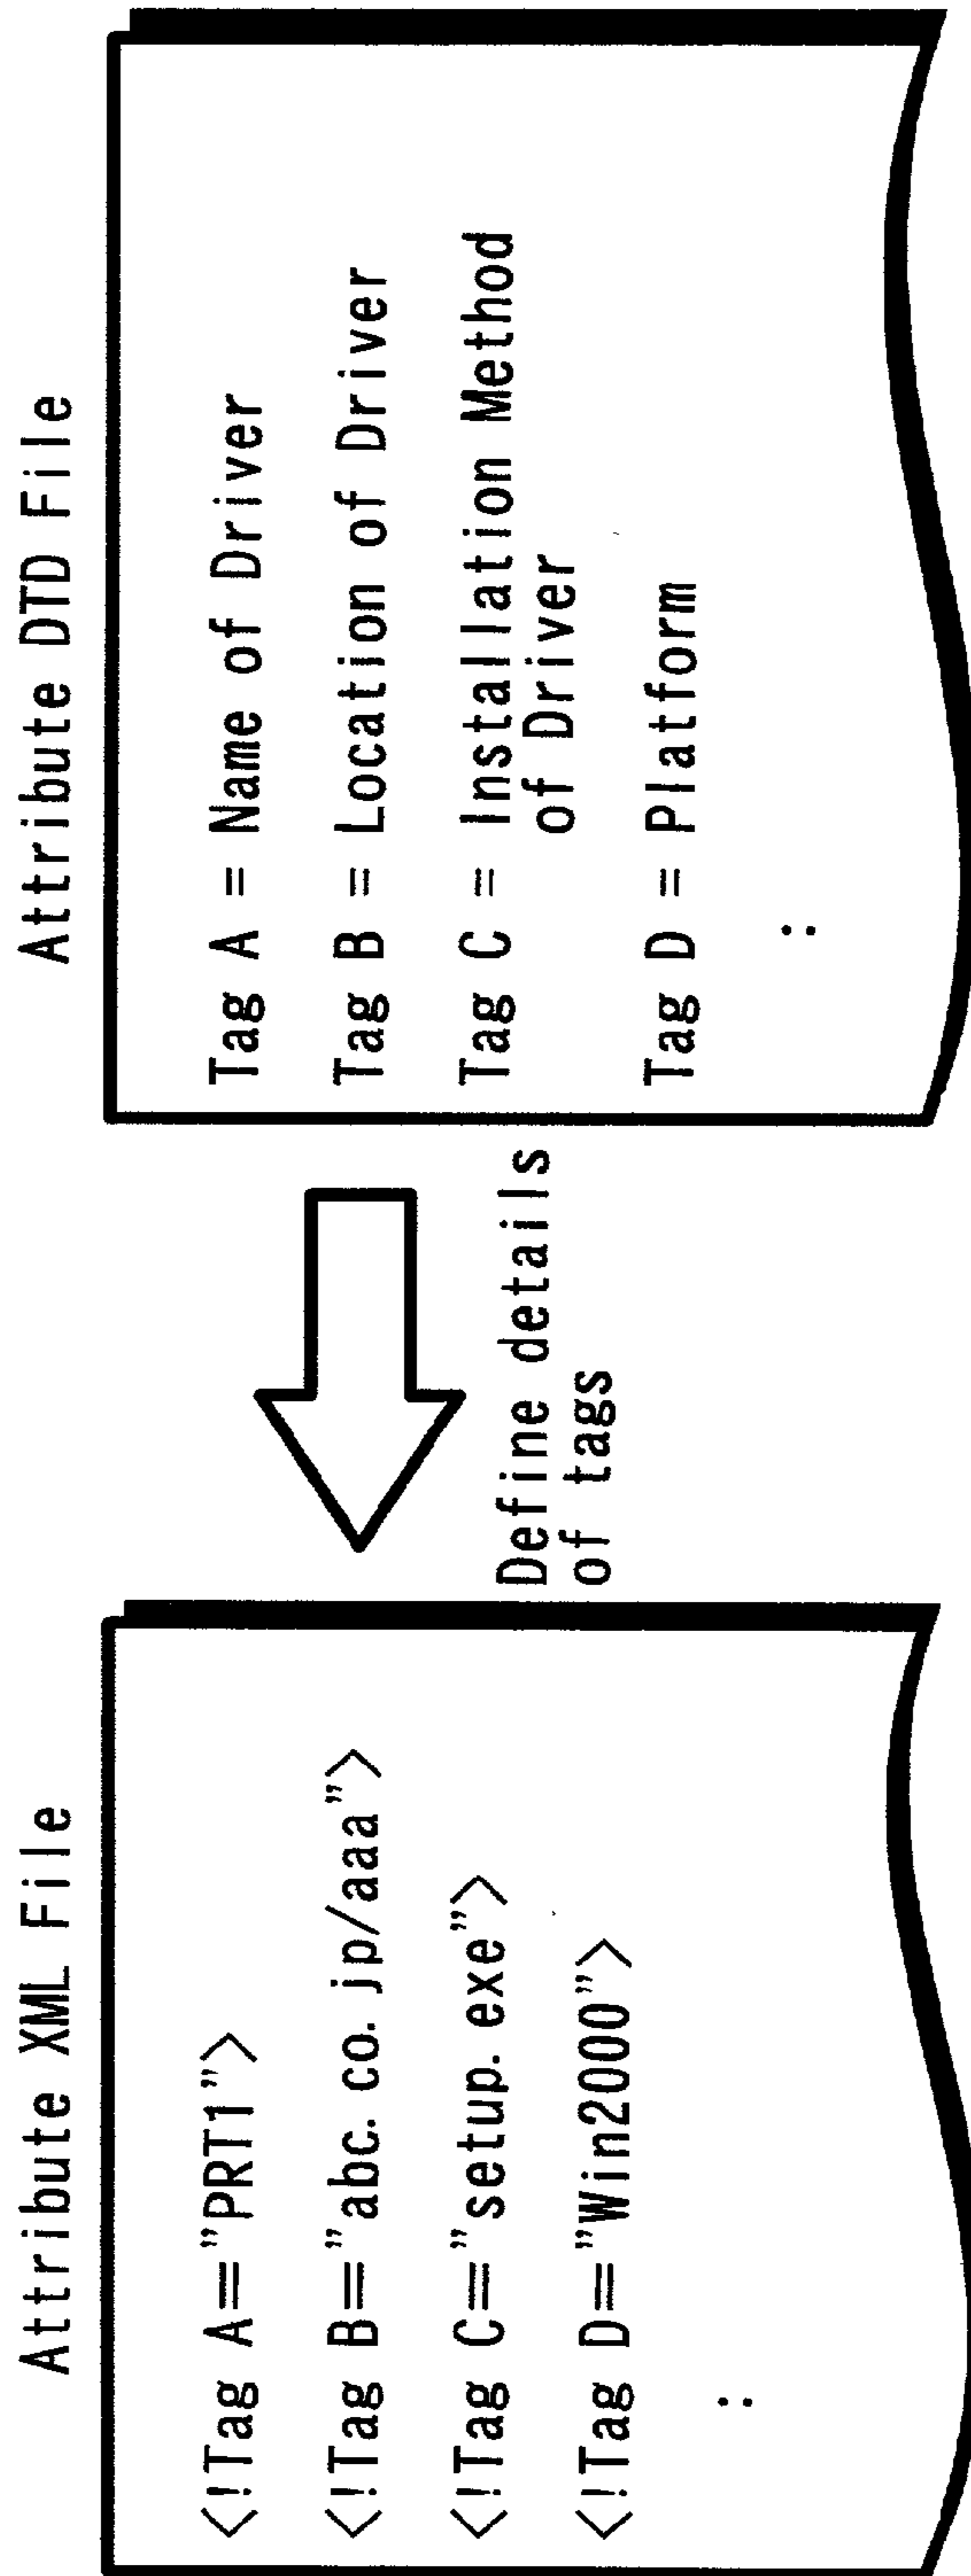 Attribute XML File
<!Tag A="PRT1">
<!Tag B="abc.co.jp/aaa">
<!Tag C="setup.exe">
<!Tag D="Win2000">
:
Define details
of tags
Attribute DTD File
Tag A = Name of Driver
Tag B = Location of Driver
Tag C = Installation Method
of Driver
Tag D = Platform
: